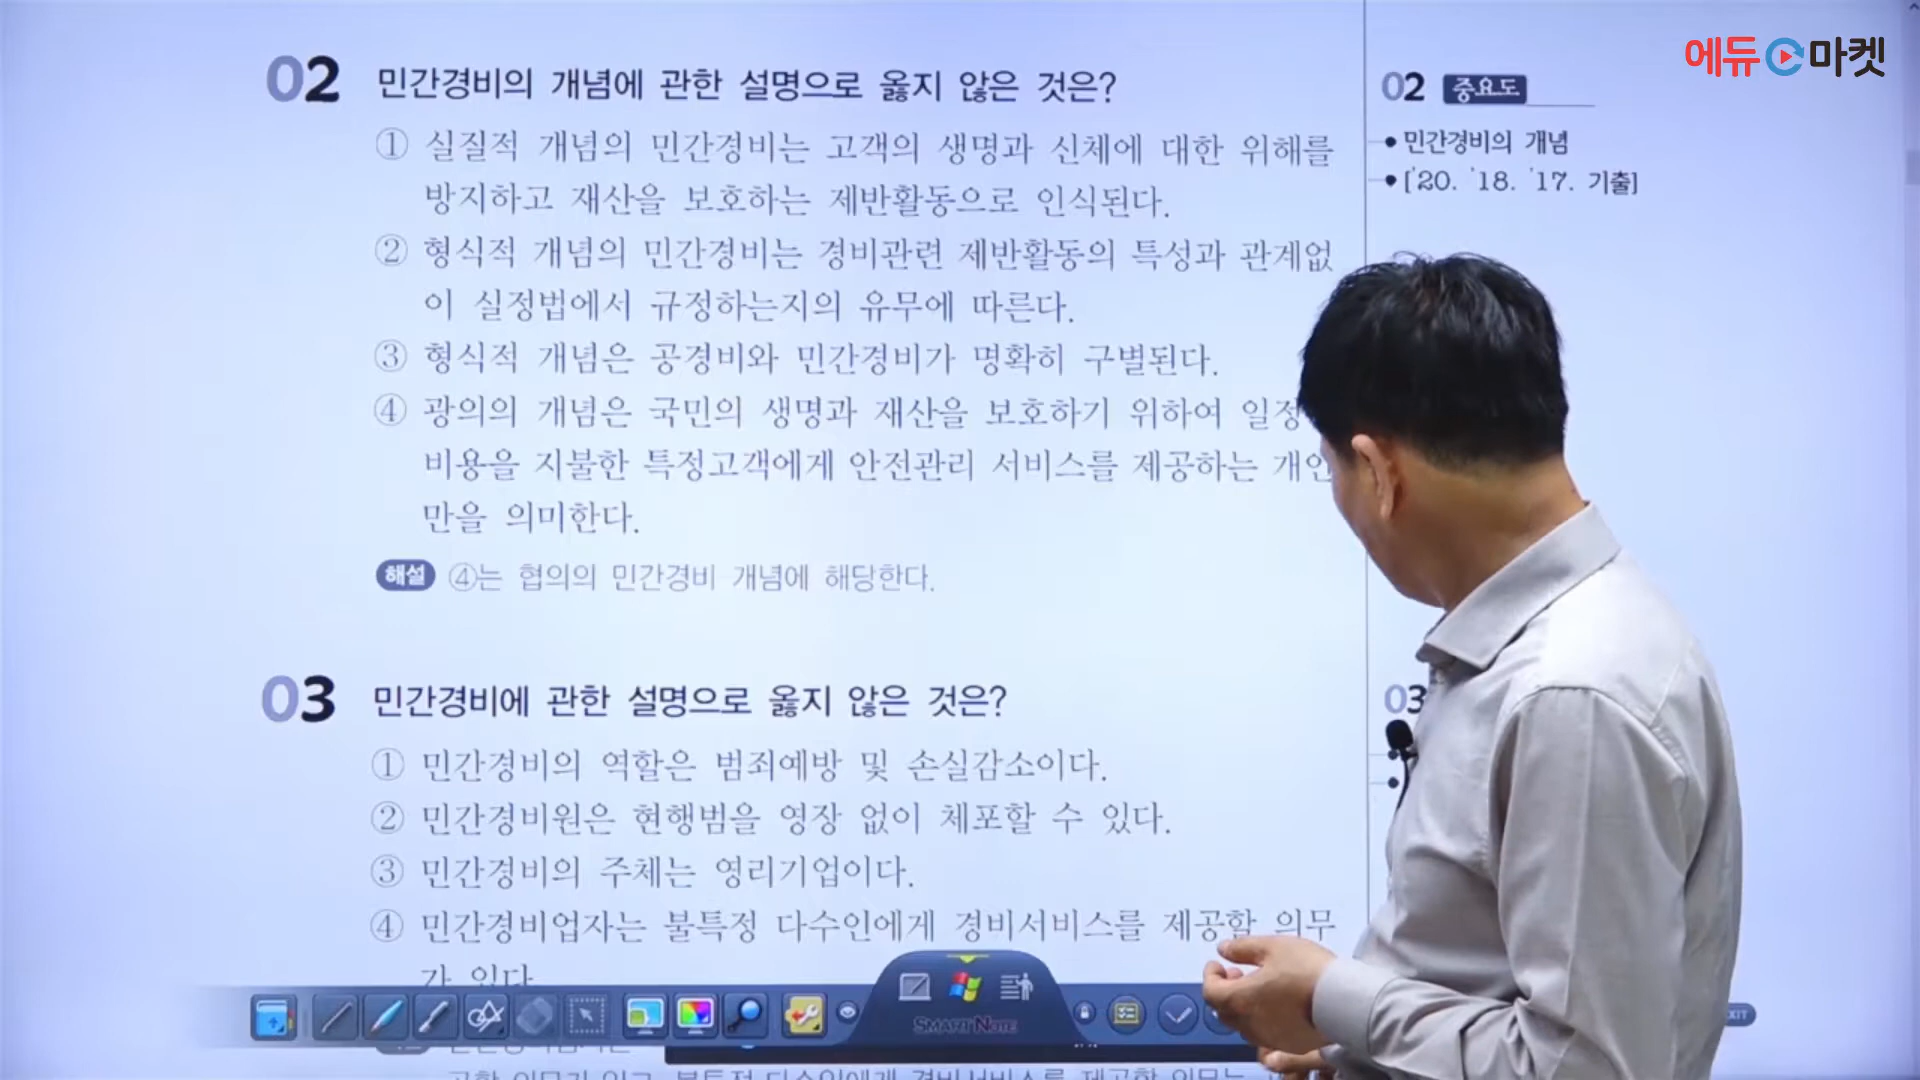 에듀 마켓
02 민간경비의 개념에 관한 설명으로 옳지 않은 것은?
① 실질적 개념의 민간경비는 고객의 생명과 신체에 대한 위해를
방지하고 재산을 보호하는 제반활동으로 인식된다.
② 형식적 개념의 민간경비는 경비관련 제반활동의 특성과 관계없
이 실정법에서 규정하는지의 유무에 따른다.
③ 형식적 개념은 공경비와 민간경비가 명확히 구별된다.
④ 광의의 개념은 국민의 생명과 재산을 보호하기 위하여 일정
비용을 지불한 특정고객에게 안전관리 서비스를 제공하는 개인
만을 의미한다.
해설 ④는 협의의 민간경비 개념에 해당한다.
02 중요도
• 민간경비의 개념
• ['20. '18. '17. 기출]
03 민간경비에 관한 설명으로 옳지 않은 것은?
① 민간경비의 역할은 범죄예방 및 손실감소이다.
② 민간경비원은 현행범을 영장 없이 체포할 수 있다.
③ 민간경비의 주체는 영리기업이다.
④ 민간경비업자는 불특정 다수인에게 경비서비스를 제공할 의무
가 있다
03
SMART NOTE